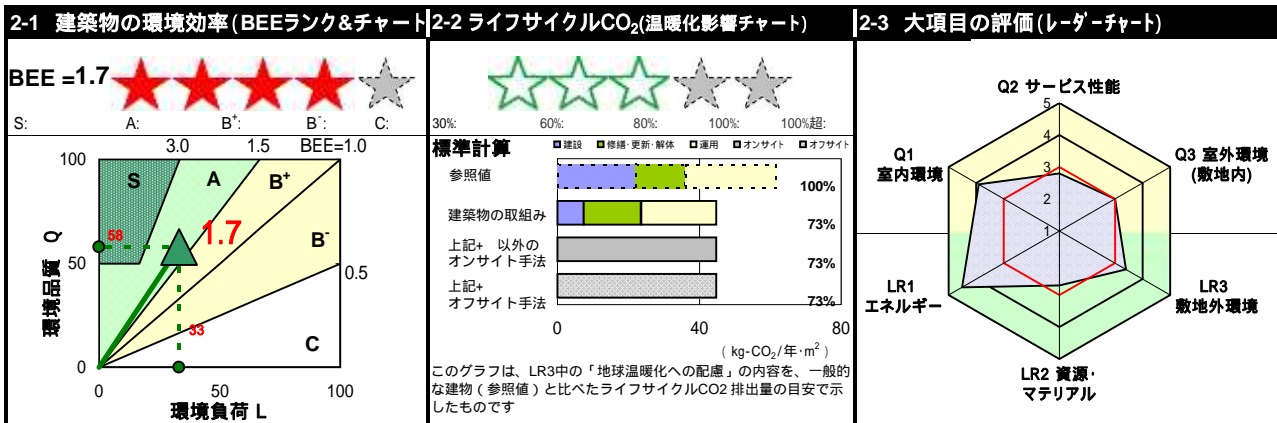 2-1 建築物の環境効率(BEEランク&チャート
BEE =1.7
S: A: B+: B-: C:
3.0 1.5 BEE=1.0
100
S A B+
1.7
B-
58
50
0.5
33
C
0
0 50 100
環境品質 Q
環境負荷 L
2-2 ライフサイクルCO2(温暖化影響チャート)
30%: 60%: 80%: 100%: 100%超:
標準計算
建設 修繕・更新・解体 運用 オンサイト オフサイト
参照値 100%
建築物の取組み 73%
上記+ 以外の
オンサイト手法 73%
上記+
オフサイト手法 73%
0 40 80
( kg-CO2/年・m2 )
このグラフは、LR3中の「地球温暖化への配慮」の内容を、一般的
な建物(参照値)と比べたライフサイクルCO2 排出量の目安で示
したものです
2-3 大項目の評価(レーダーチャート)
Q2 サービス性能
5
4
3
2
1
Q1
室内環境
Q3 室外環境
(敷地内)
LR1
エネルギー
LR3
敷地外環境
LR2 資源・
マテリアル